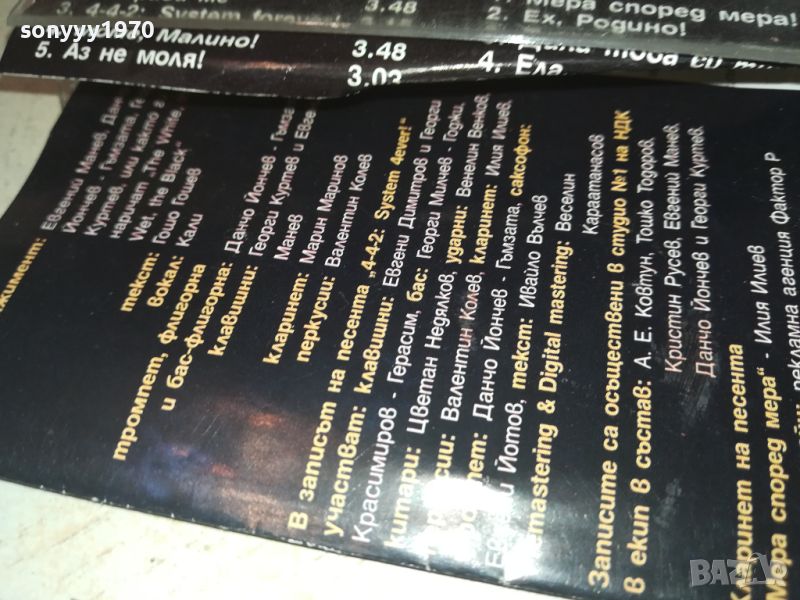 sonyyy1970
3. 4-4-2: System forever!
3.48
Мера според мера!
2. Ех, Родино!
Малино!
5. Аз не моля!
3.48
3.03
4. Ела
Дали това
Евгений Манев,
Йончев - Гъмзата,
Куртев, или както
наричат „The White
Wet, the Black"
текст: Гошо Гошев
вокал: Кали
тромпет, флигорна
и бас-флигорна: Данчо Йончев - Гъмза
клавишни: Георги Куртев и
Манев
кларинет: Марин Маринов
перкусии: Валентин Колев
В записът на песента „4-4-2: System 4ever!"
участват: клавишни: Евгени Димитров и Георги
Красимиров - Герасим, бас: Георги Милчев - Годжи,
китари: Цветан Недялков, ударни: Венелин Венков
Валентин Колев, кларинет: Илия Илиев
Данчо Йончев - Гъмзата, саксофон:
Йотов, текст: Ивайло Вълчев
emastering & Digital mastering: Веселин
Караатанасов
Записите са осъществени в студио №1 на НДК
в екип в състав: А. Е. Ковтун, Тошко Тодоров,
Кристин Русев, Евгений Манев,
Данчо Йончев и Георги Куртев.
Кларинет на песента
Мера според мера" - Илия Илиев
рекламна агенция Фактор Р
BAZAR.bg